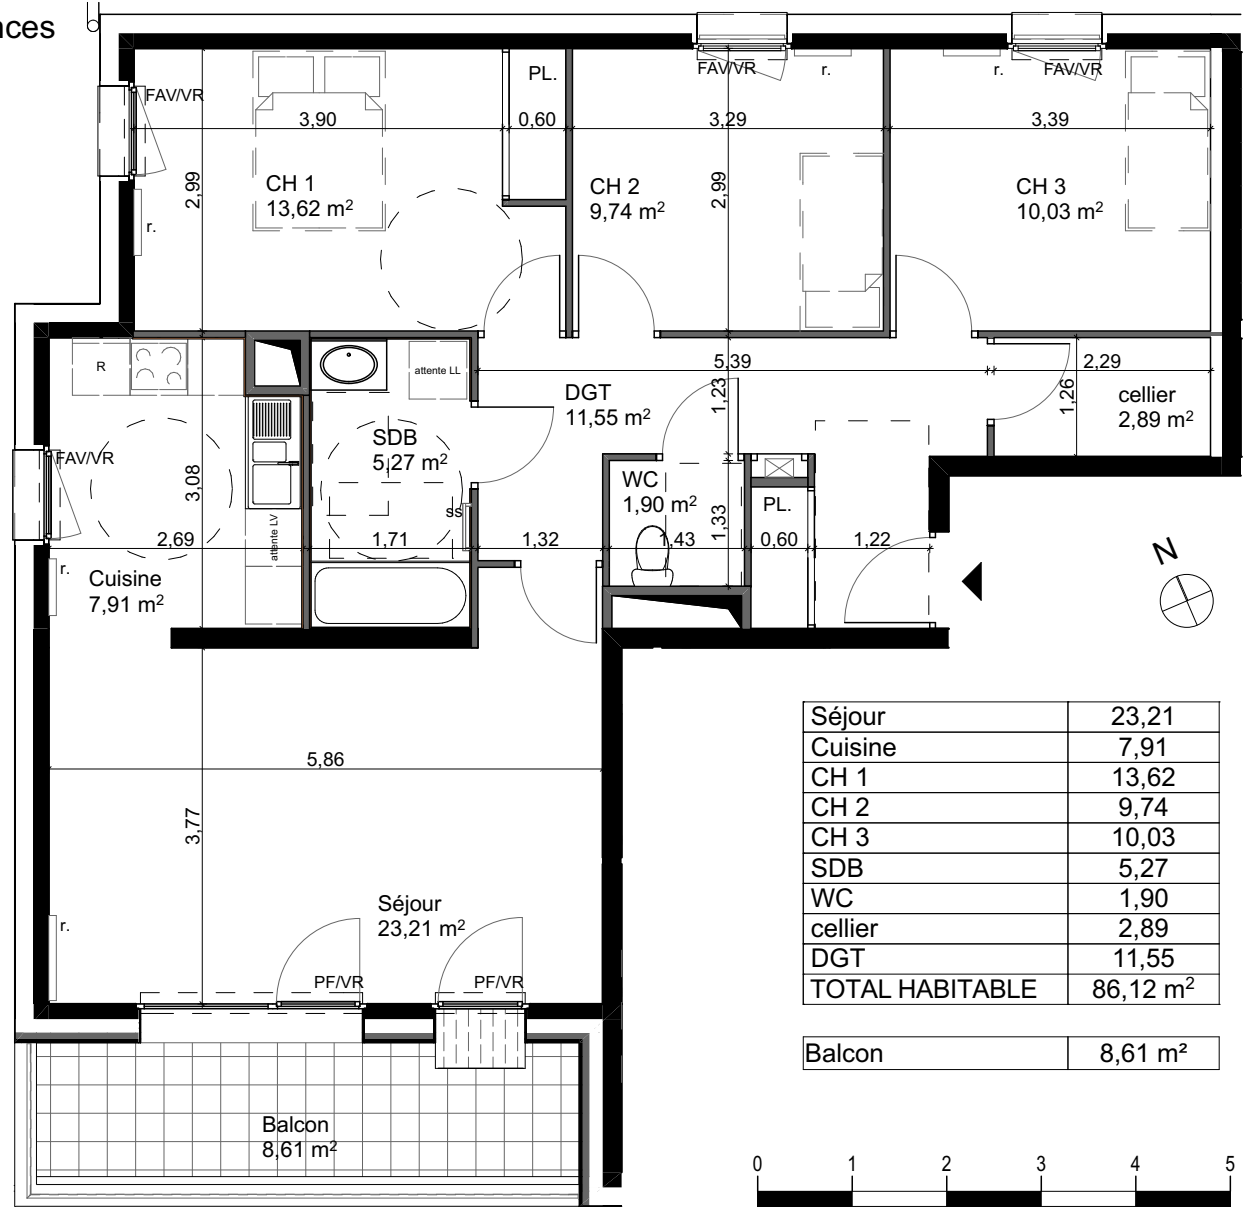 nces
FAV/VR
3,90
2,99
CH 1
13,62 m²
r.
PL.
0,60
FAV/VR
r.
3,29
CH 2
9,74 m²
2,99
r.
FAV/VR
3,39
CH 3
10,03 m²
R
attente LL
5,39
2,29
DGT
11,55 m²
1,23
1,26
cellier
2,89 m²
FAV/VR
3,08
SDB
5,27 m²
ss
WC
1,90 m²
1,33
PL.
attente LV
2,69
1,71
1,32
1,43
0,60
1,22
N
r.
Cuisine
7,91 m²
5,86
3,77
Séjour
23,21 m²
r.
PF/VR
PF/VR
Balcon
8,61 m²
Séjour 23,21
Cuisine 7,91
CH 1 13,62
CH 2 9,74
CH 3 10,03
SDB 5,27
WC 1,90
cellier 2,89
DGT 11,55
TOTAL HABITABLE 86,12 m²
Balcon 8,61 m²
0 1 2 3 4 5